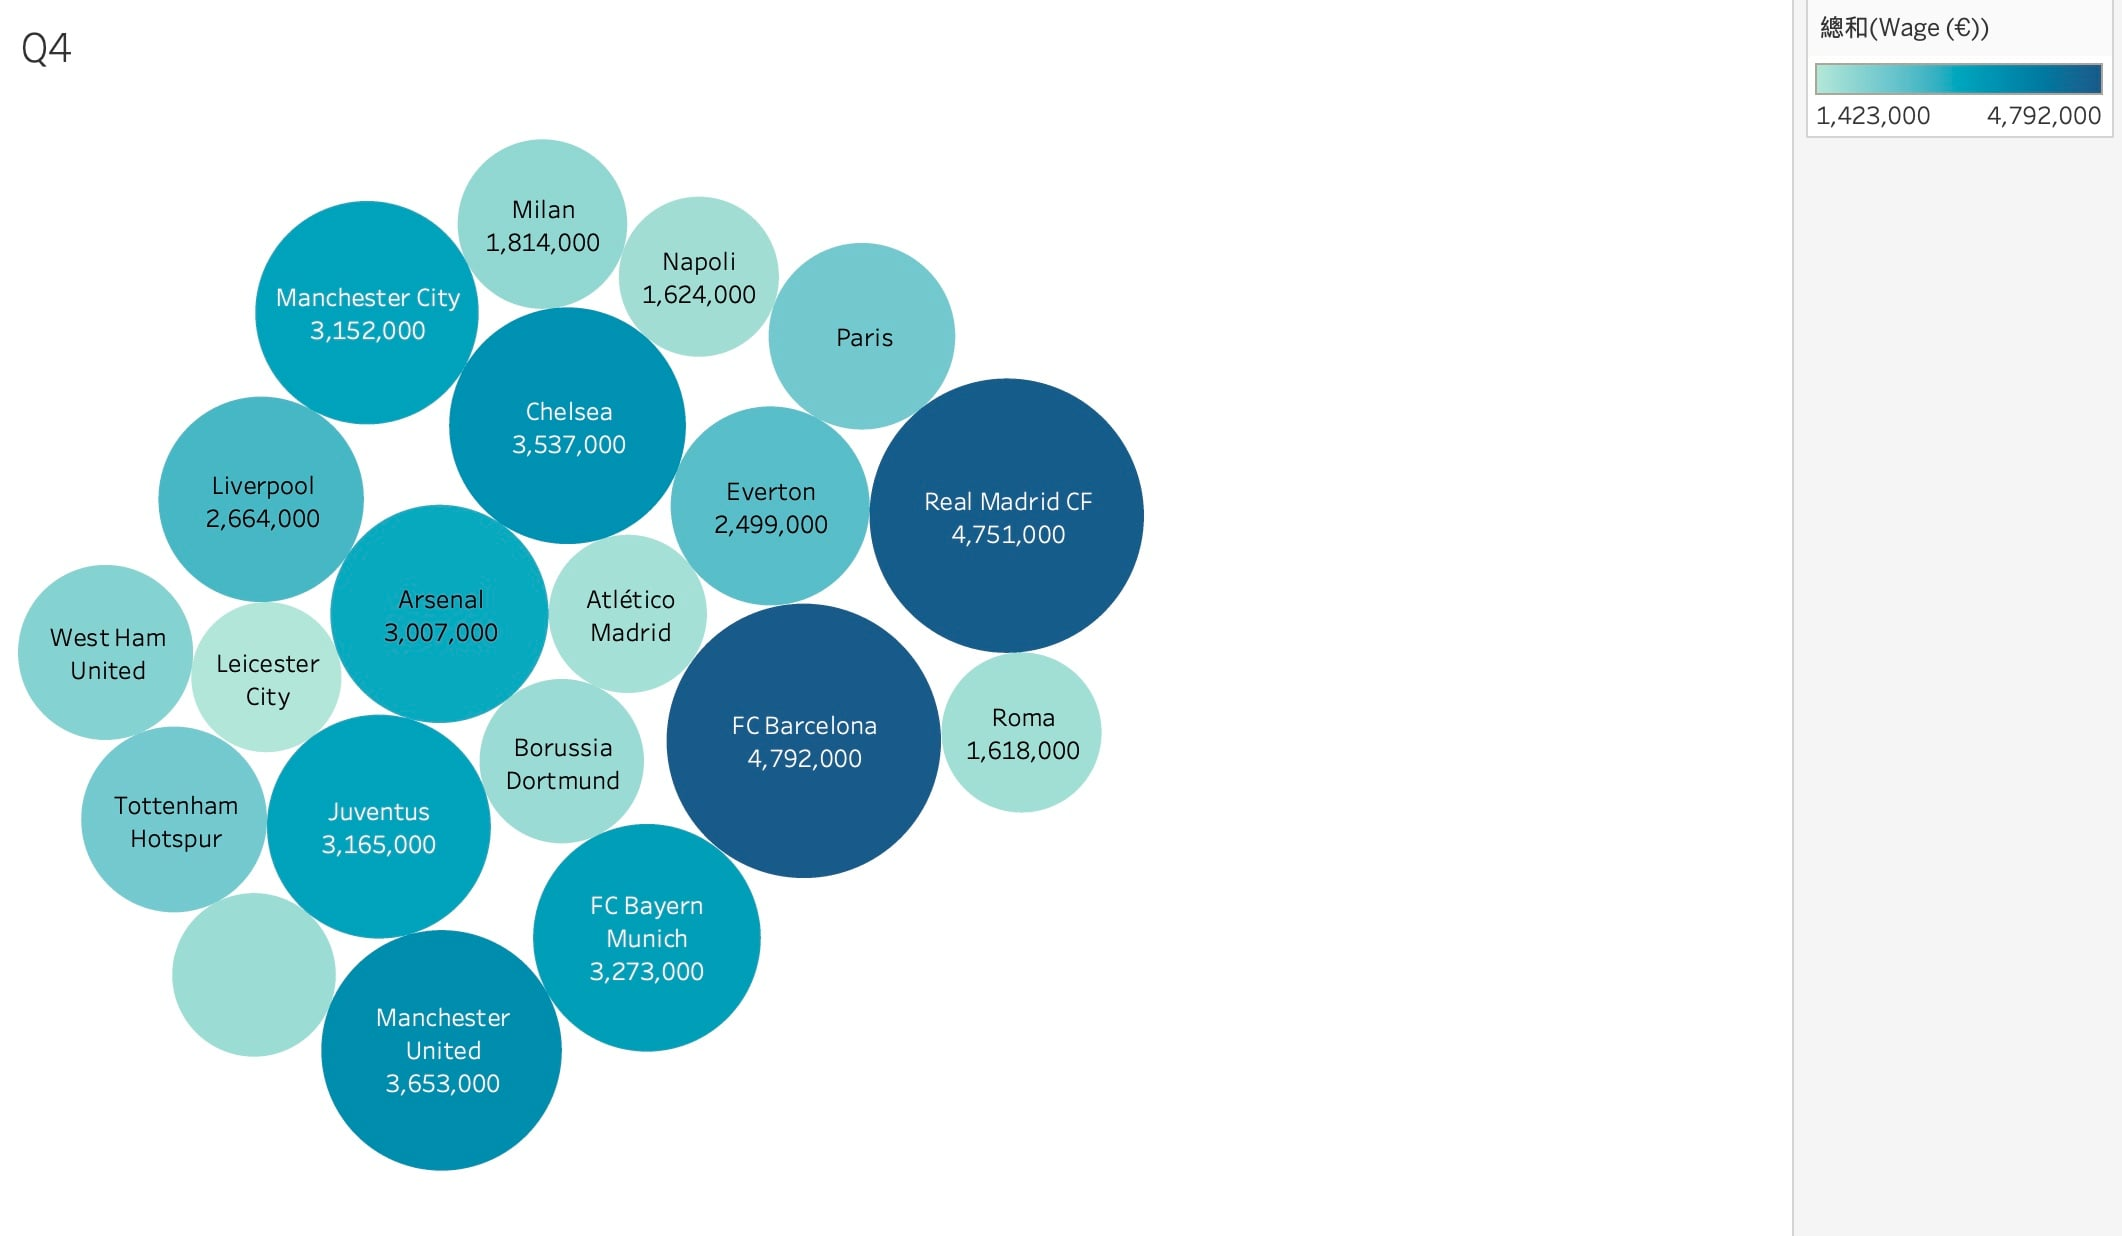 Q4
總和(Wage (€))
1,423,000
4,792,000
Milan
1,814,000
Napoli
1,624,000
Manchester City
3,152,000
Paris
Chelsea
3,537,000
Liverpool
2,664,000
Everton
2,499,000
Real Madrid CF
4,751,000
Arsenal
3,007,000
Atlético
Madrid
West Ham
United
Leicester
City
FC Barcelona
4,792,000
Roma
1,618,000
Borussia
Dortmund
Tottenham
Hotspur
Juventus
3,165,000
FC Bayern
Munich
3,273,000
Manchester
United
3,653,000